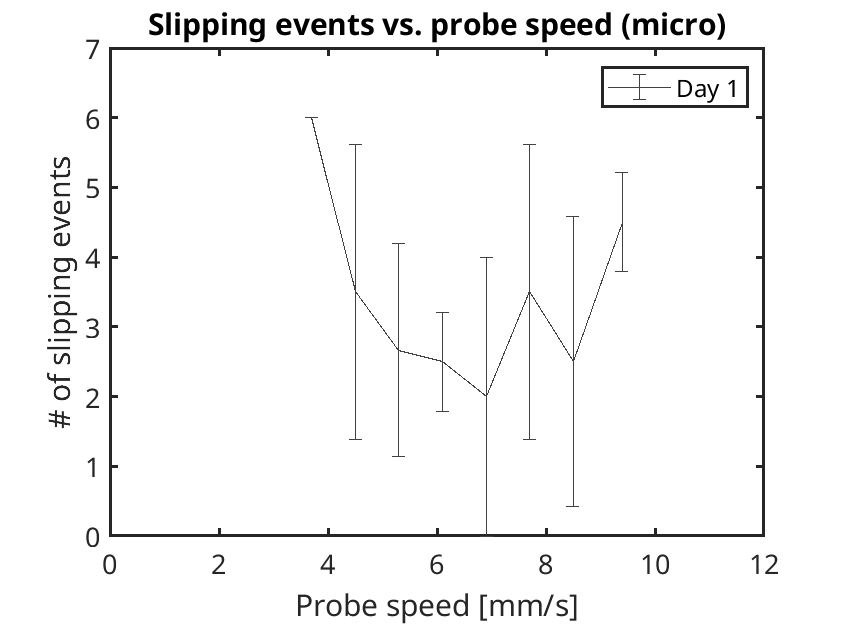 Slipping events vs. probe speed (micro)
Day 1
# of slipping events
7
6
5
4
3
2
1
0
0 2 4 6 8 10 12
Probe speed [mm/s]